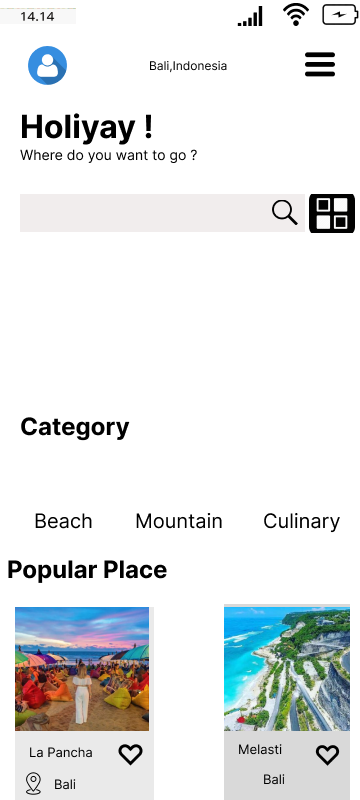 14.14
Bali,Indonesia
Holiyay !
Where do you want to go ?
Category
Beach Mountain Culinary
Popular Place
La Pancha
Bali
Melasti
Bali